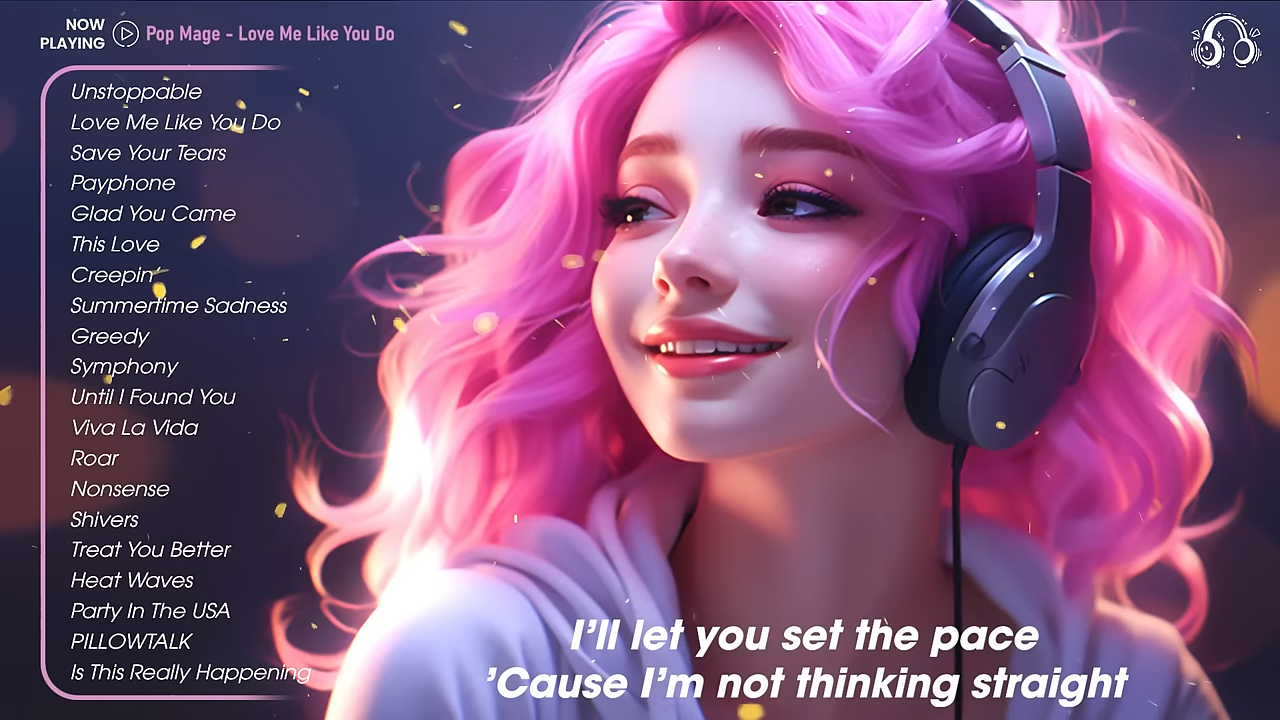 NOW
PLAYING
Pop Mage - Love Me Like You Do
Unstoppable
Love Me Like You Do
Save Your Tears
Payphone
Glad You Came
This Love
Creepin'
Summertime Sadness
Greedy
Symphony
Until I Found You
Viva La Vida
Roar
Nonsense
Shivers
Treat You Better
Heat Waves
Party In The USA
PILLOWTALK
Is This Really Happening
I'll let you set the pace
'Cause I'm not thinking straight